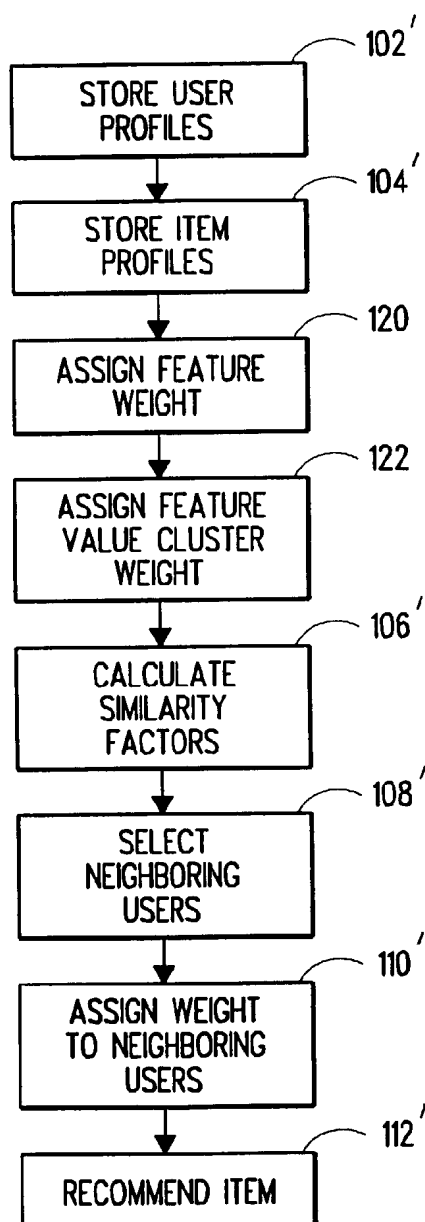 102'
STORE USER
PROFILES
104'
STORE ITEM
PROFILES
120
ASSIGN FEATURE
WEIGHT
122
ASSIGN FEATURE
VALUE CLUSTER
WEIGHT
106'
CALCULATE
SIMILARITY
FACTORS
108'
SELECT
NEIGHBORING
USERS
110'
ASSIGN WEIGHT
TO NEIGHBORING
USERS
112'
RECOMMEND ITEM